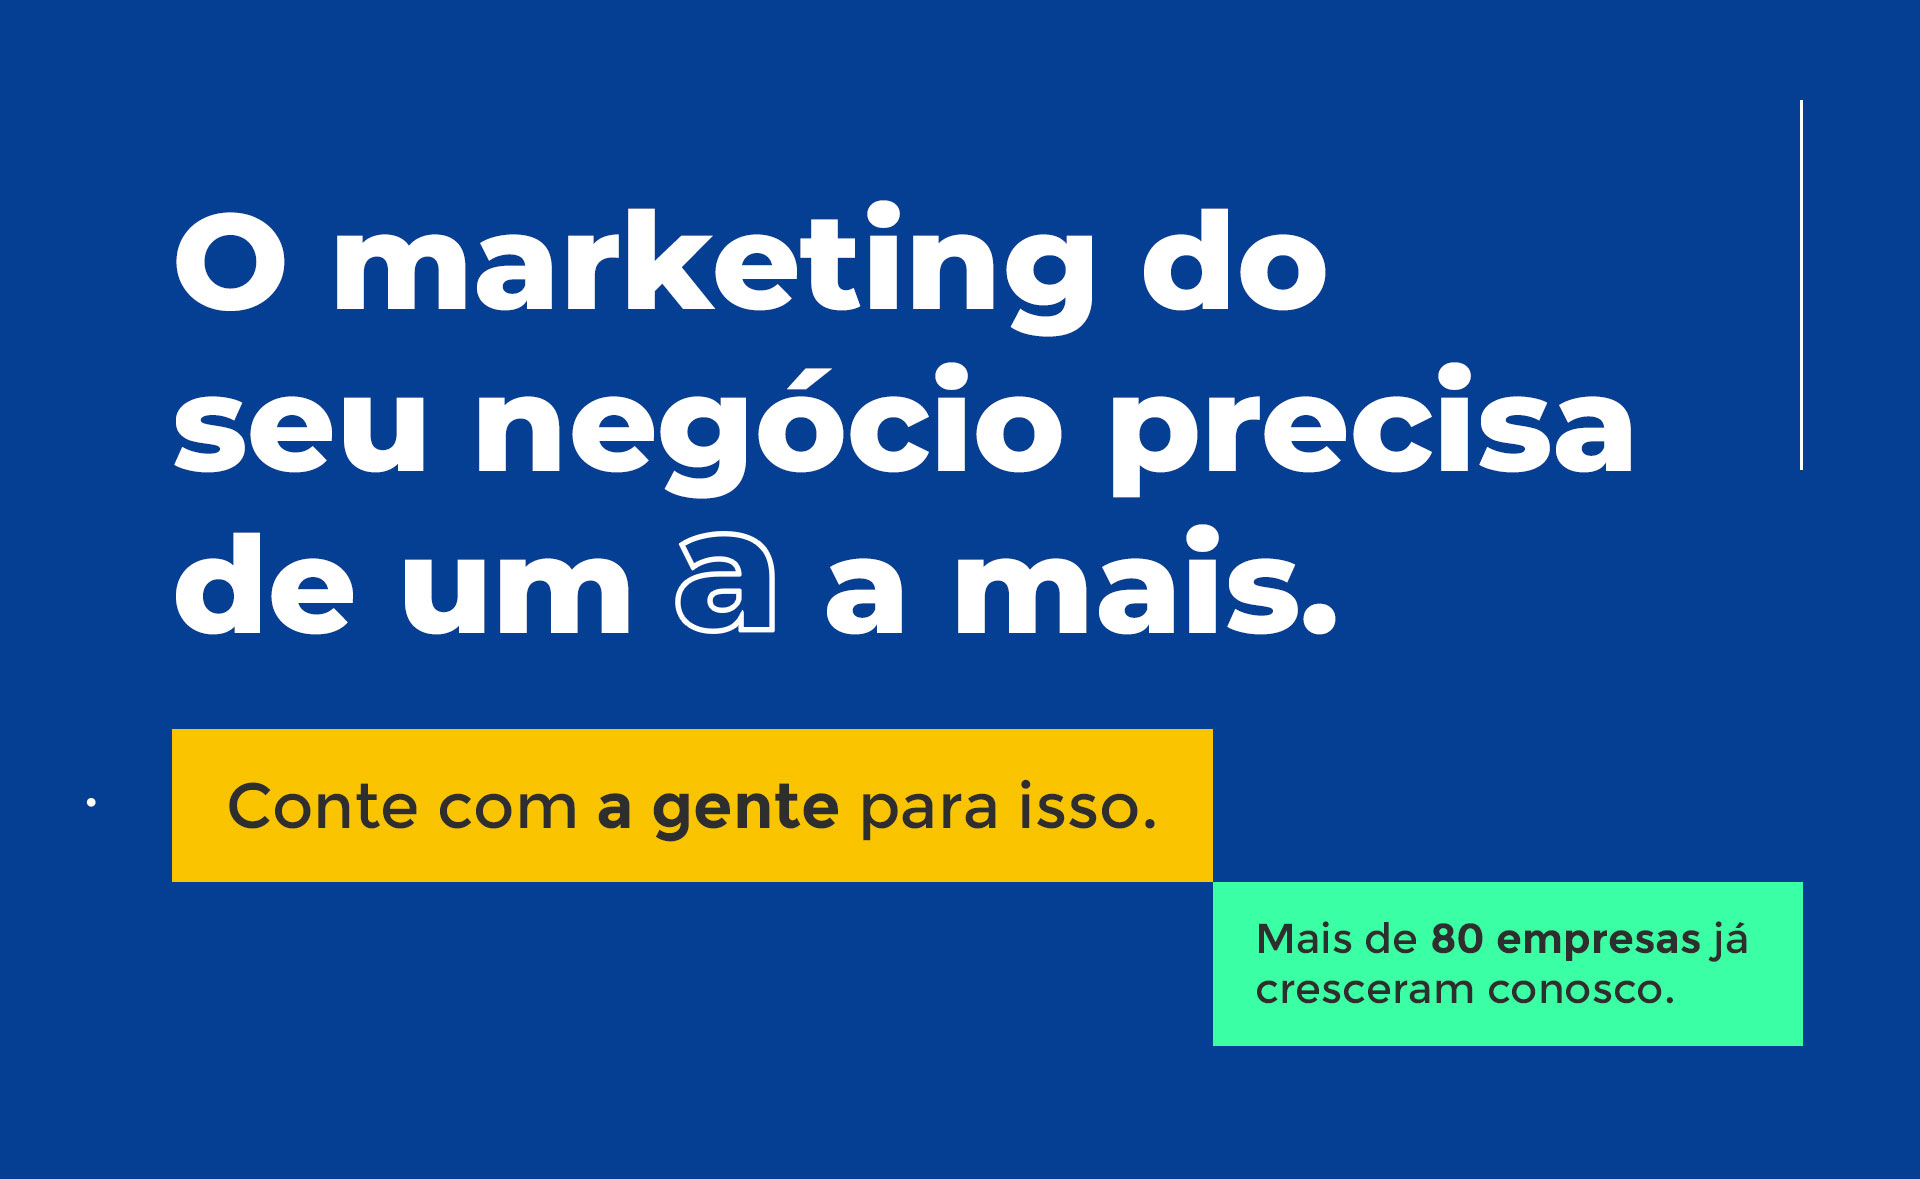 O marketing do
seu negócio precisa
de um a a mais.
Conte com a gente para isso.
Mais de 80 empresas já
cresceram conosco.